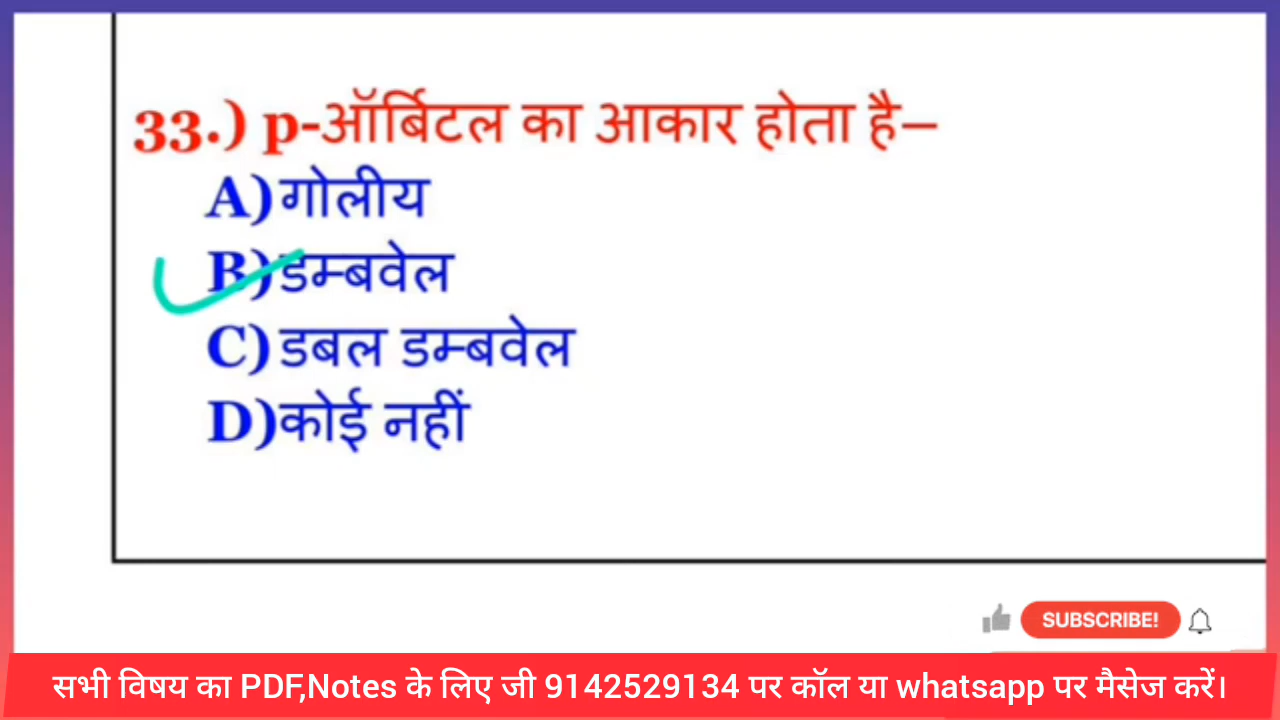 33.) p-ऑर्बिटल का आकार होता है–
A)गोलीय
B)डम्बवेल
C)डबल डम्बवेल
D)कोई नहीं
SUBSCRIBE!
सभी विषय का PDF,Notes के लिए जी 9142529134 पर कॉल या whatsapp पर मैसेज करें।